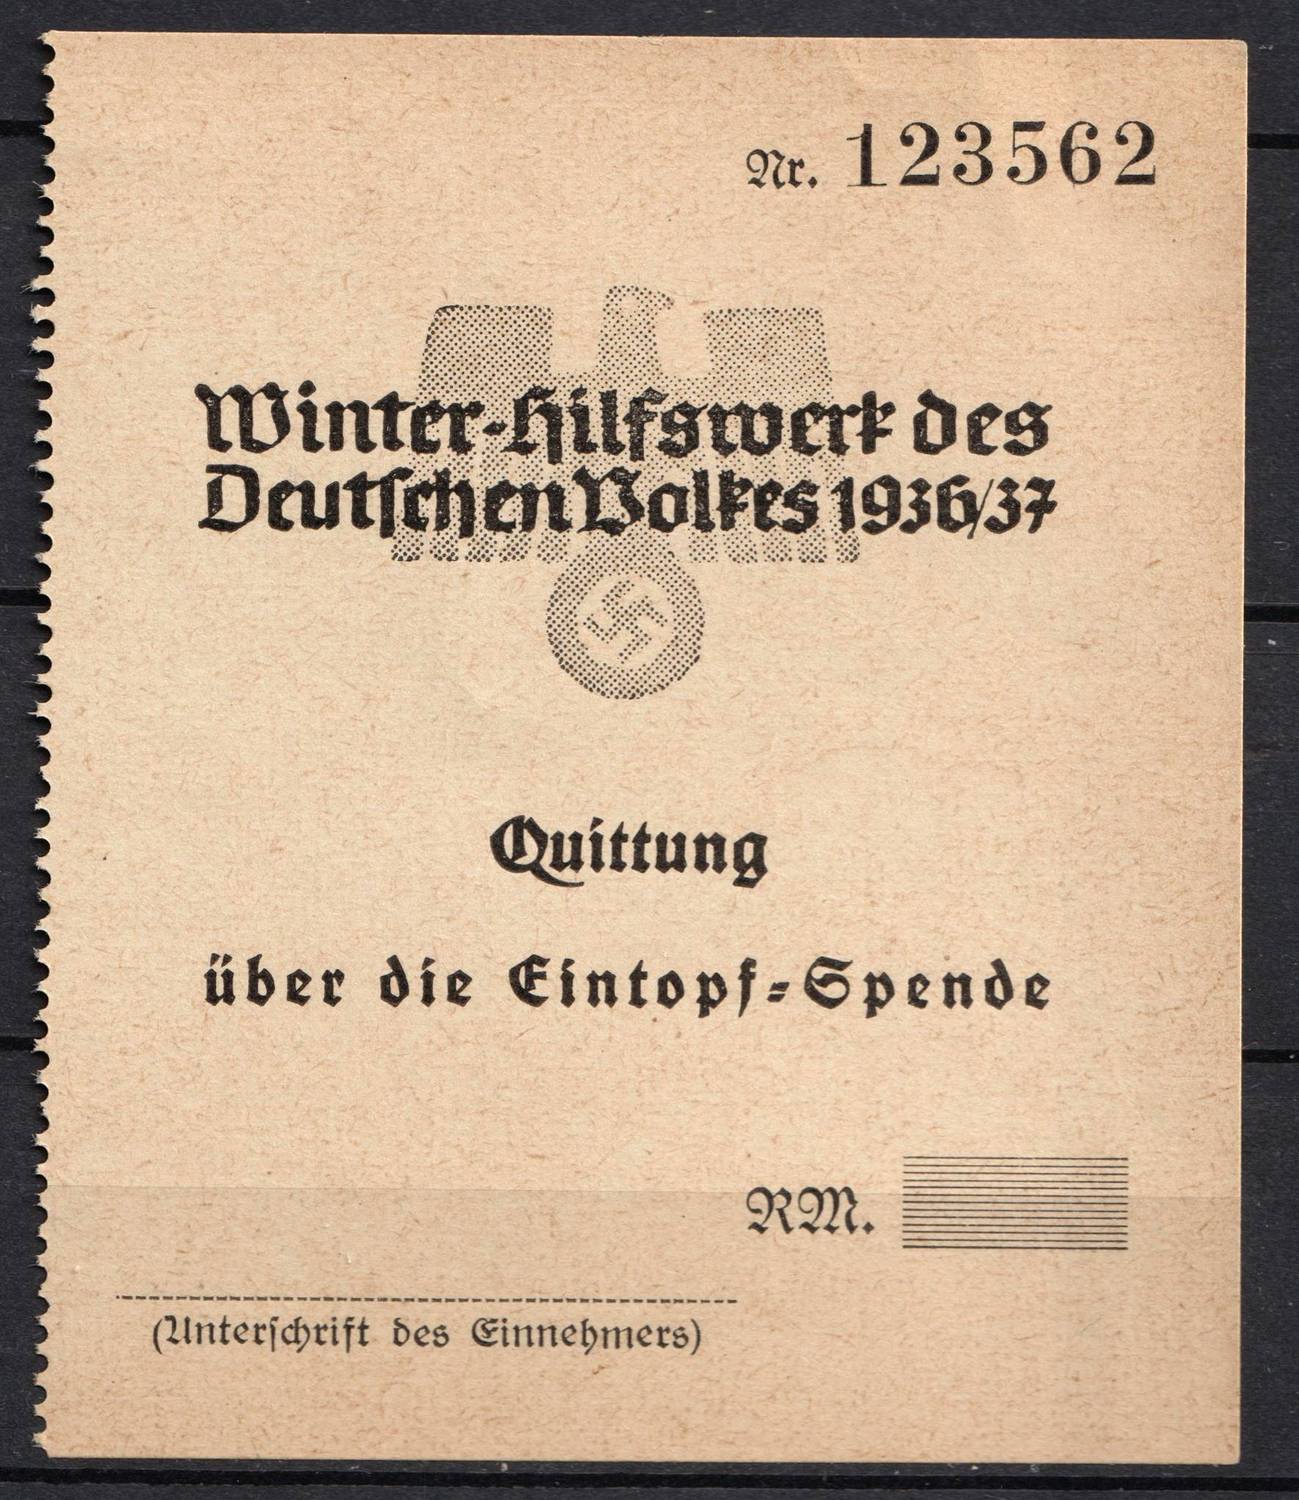 Nr. 123562
Winter-Hilfswerk des
Deutschen Volkes 1936/37
Quittung
über die Eintopf-Spende
RM.
(Unterschrift des Einnehmers)